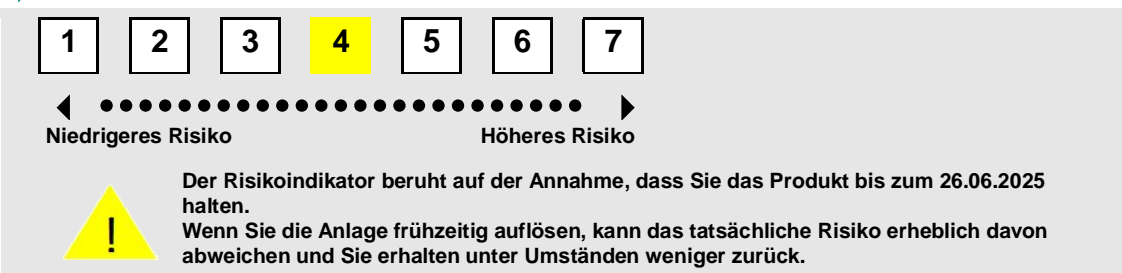 1 2 3 4 5 6 7
Niedrigeres Risiko Höheres Risiko
Der Risikoindikator beruht auf der Annahme, dass Sie das Produkt bis zum 26.06.2025
halten.
! Wenn Sie die Anlage frühzeitig auflösen, kann das tatsächliche Risiko erheblich davon
abweichen und Sie erhalten unter Umständen weniger zurück.